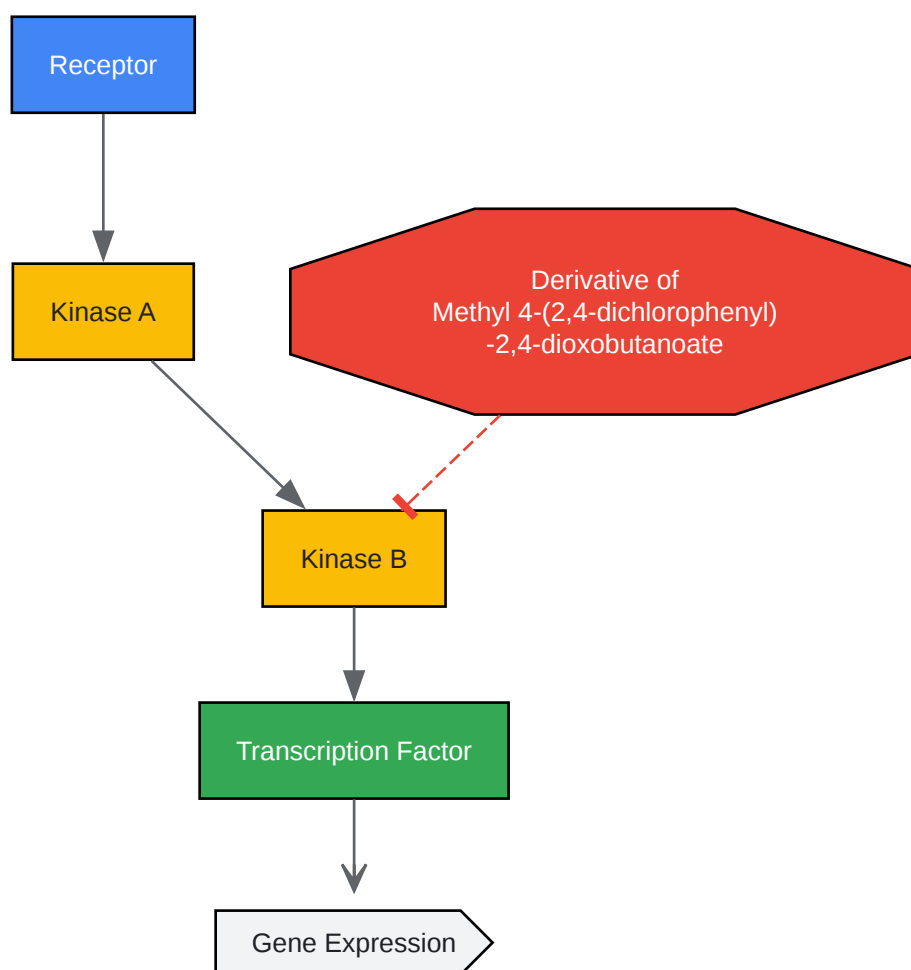 Receptor
Kinase A
Derivative of
Methyl 4-(2,4-dichlorophenyl)
-2,4-dioxobutanoate
Kinase B
Transcription Factor
Gene Expression